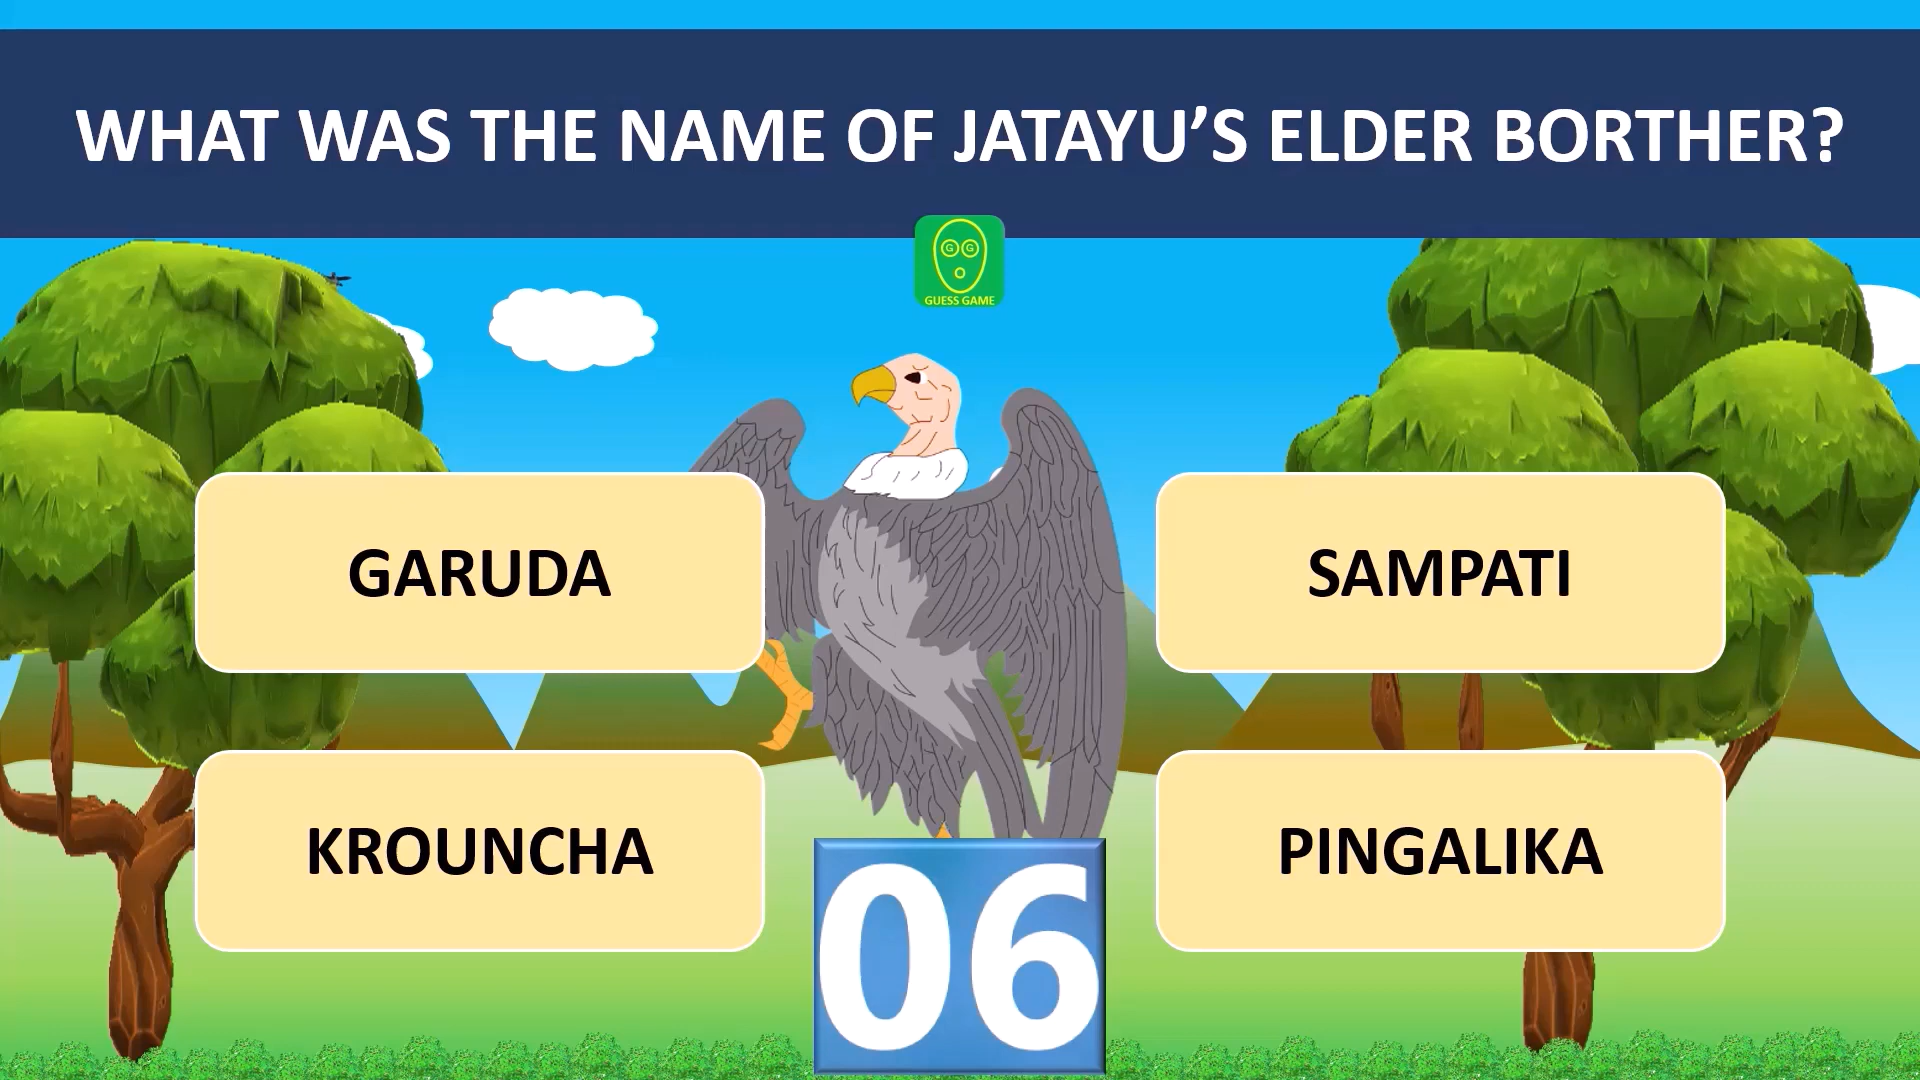 WHAT WAS THE NAME OF JATAYU’S ELDER BORTHER?
G G
O
GUESS GAME
GARUDA
SAMPATI
KROUNCHA
PINGALIKA
06